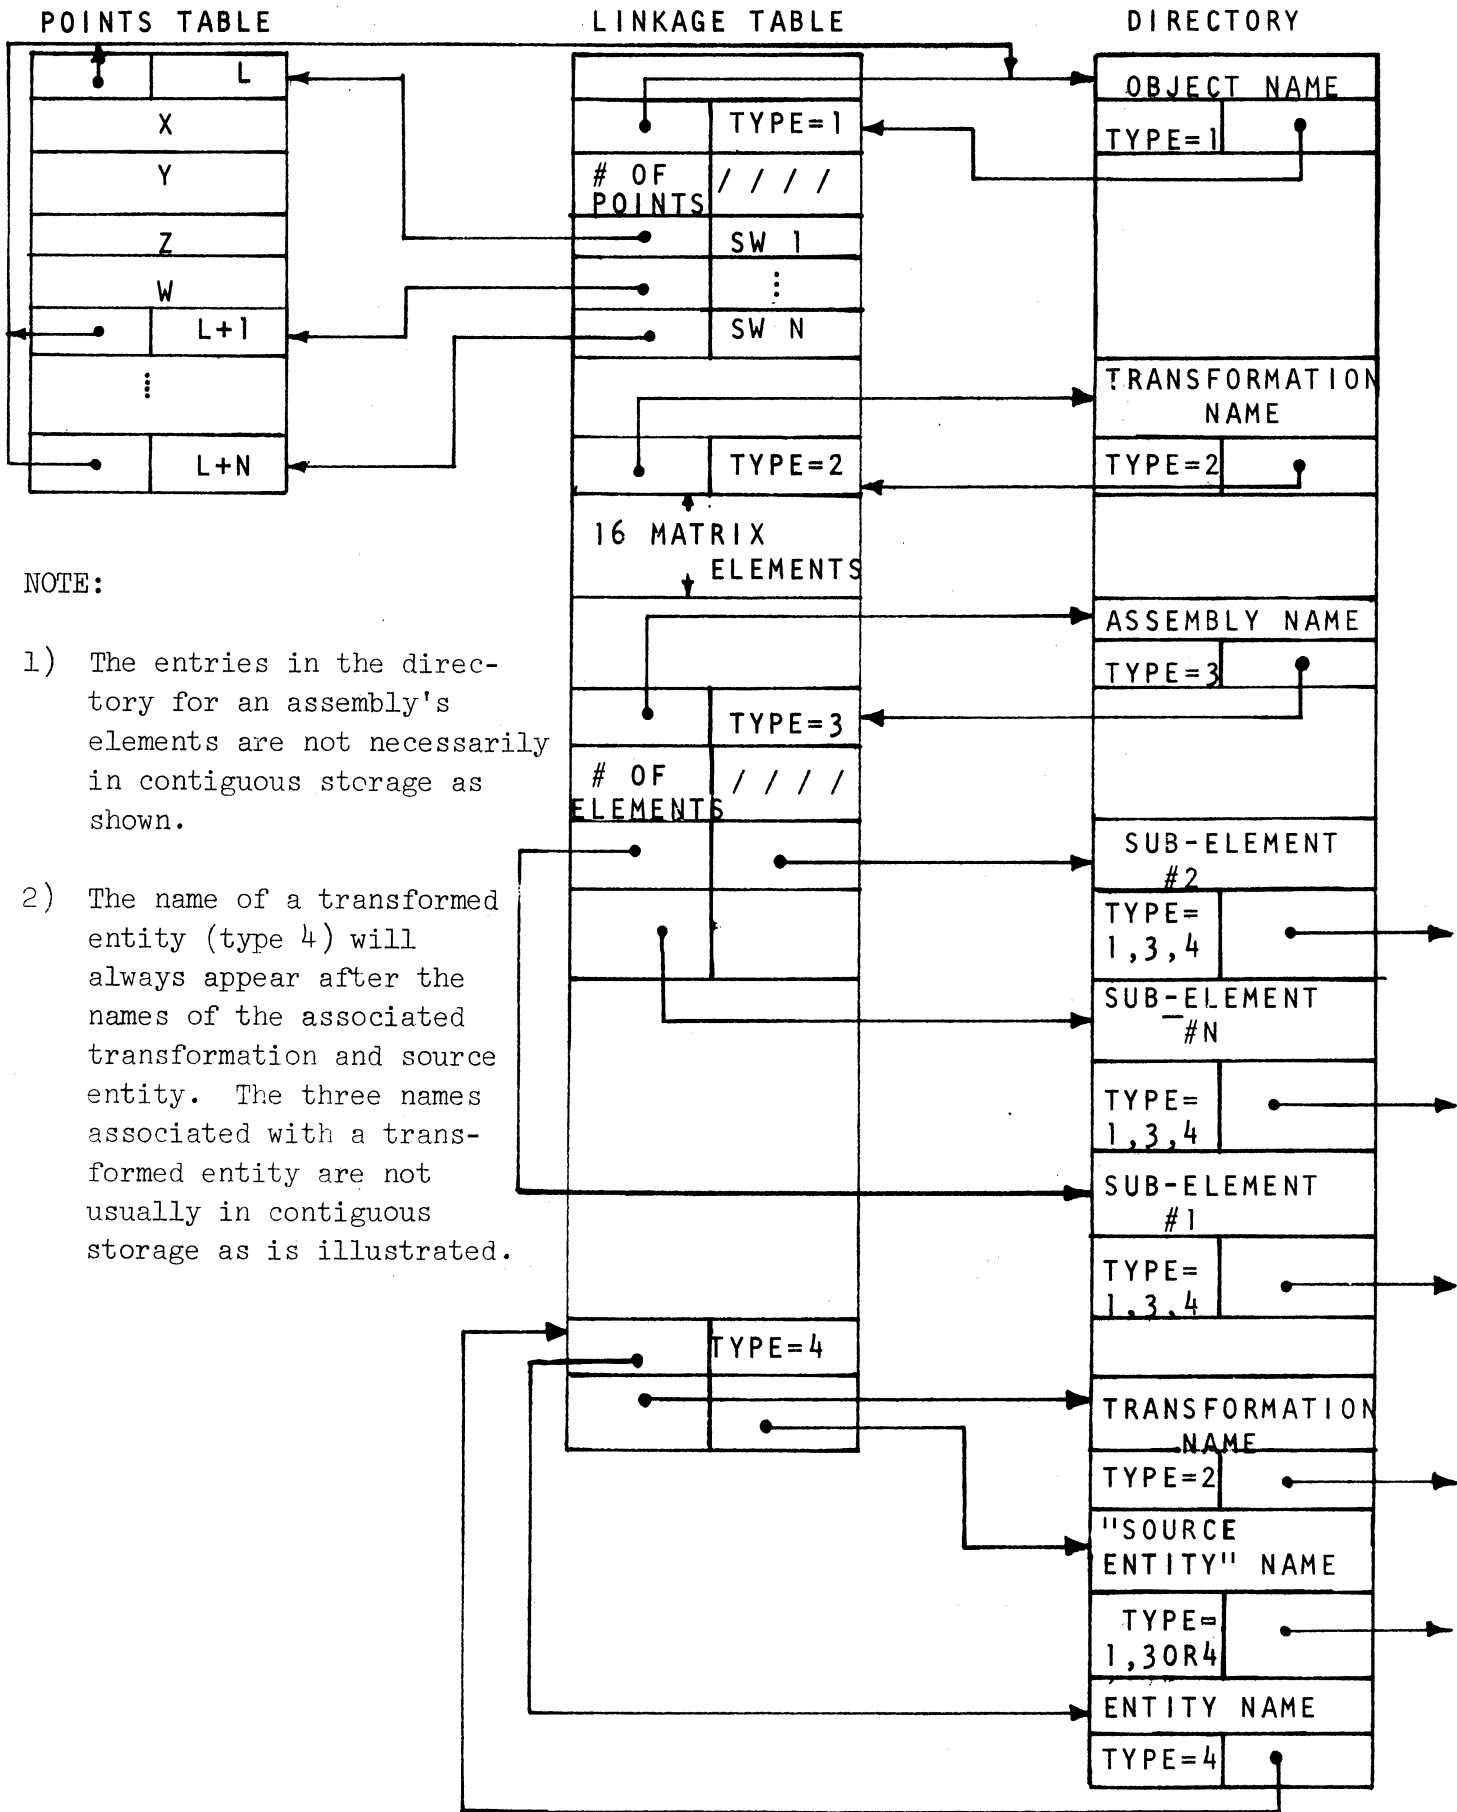 POINTS TABLE
L
X
Y
Z
W
L+1
L+N
LINKAGE TABLE
TYPE=1
# OF
POINTS
////
SW 1
SW N
TYPE=2
16 MATRIX
ELEMENTS
TYPE=3
# OF
ELEMENTS
////
TYPE=4
DIRECTORY
OBJECT NAME
TYPE=1
TRANSFORMATION
NAME
TYPE=2
ASSEMBLY NAME
TYPE=3
SUB-ELEMENT
#2
TYPE=
1,3,4
SUB-ELEMENT
#N
TYPE=
1,3,4
SUB-ELEMENT
#1
TYPE=
1,3,4
TRANSFORMATION
NAME
TYPE=2
"SOURCE
ENTITY" NAME
TYPE=
1,3OR4
ENTITY NAME
TYPE=4
NOTE:
1) The entries in the direc-
tory for an assembly's
elements are not necessarily
in contiguous storage as
shown.
2) The name of a transformed
entity (type 4) will
always appear after the
names of the associated
transformation and source
entity. The three names
associated with a trans-
formed entity are not
usually in contiguous
storage as is illustrated.